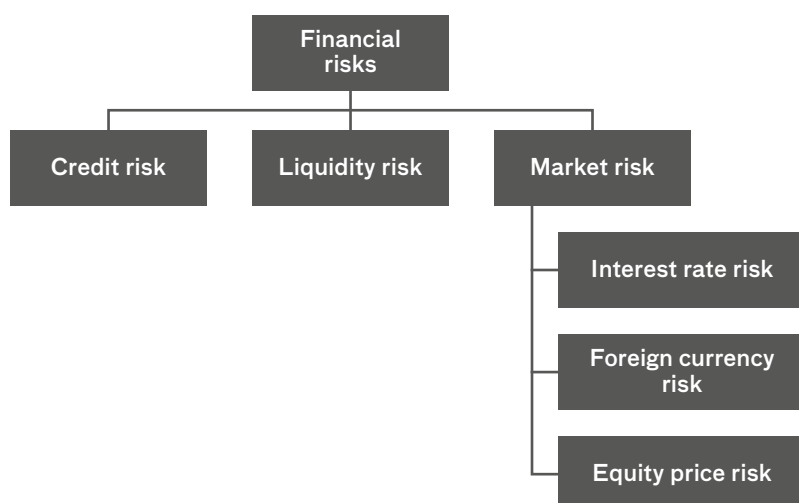 Financial
risks
Credit risk
Liquidity risk
Market risk
Interest rate risk
Foreign currency
risk
Equity price risk